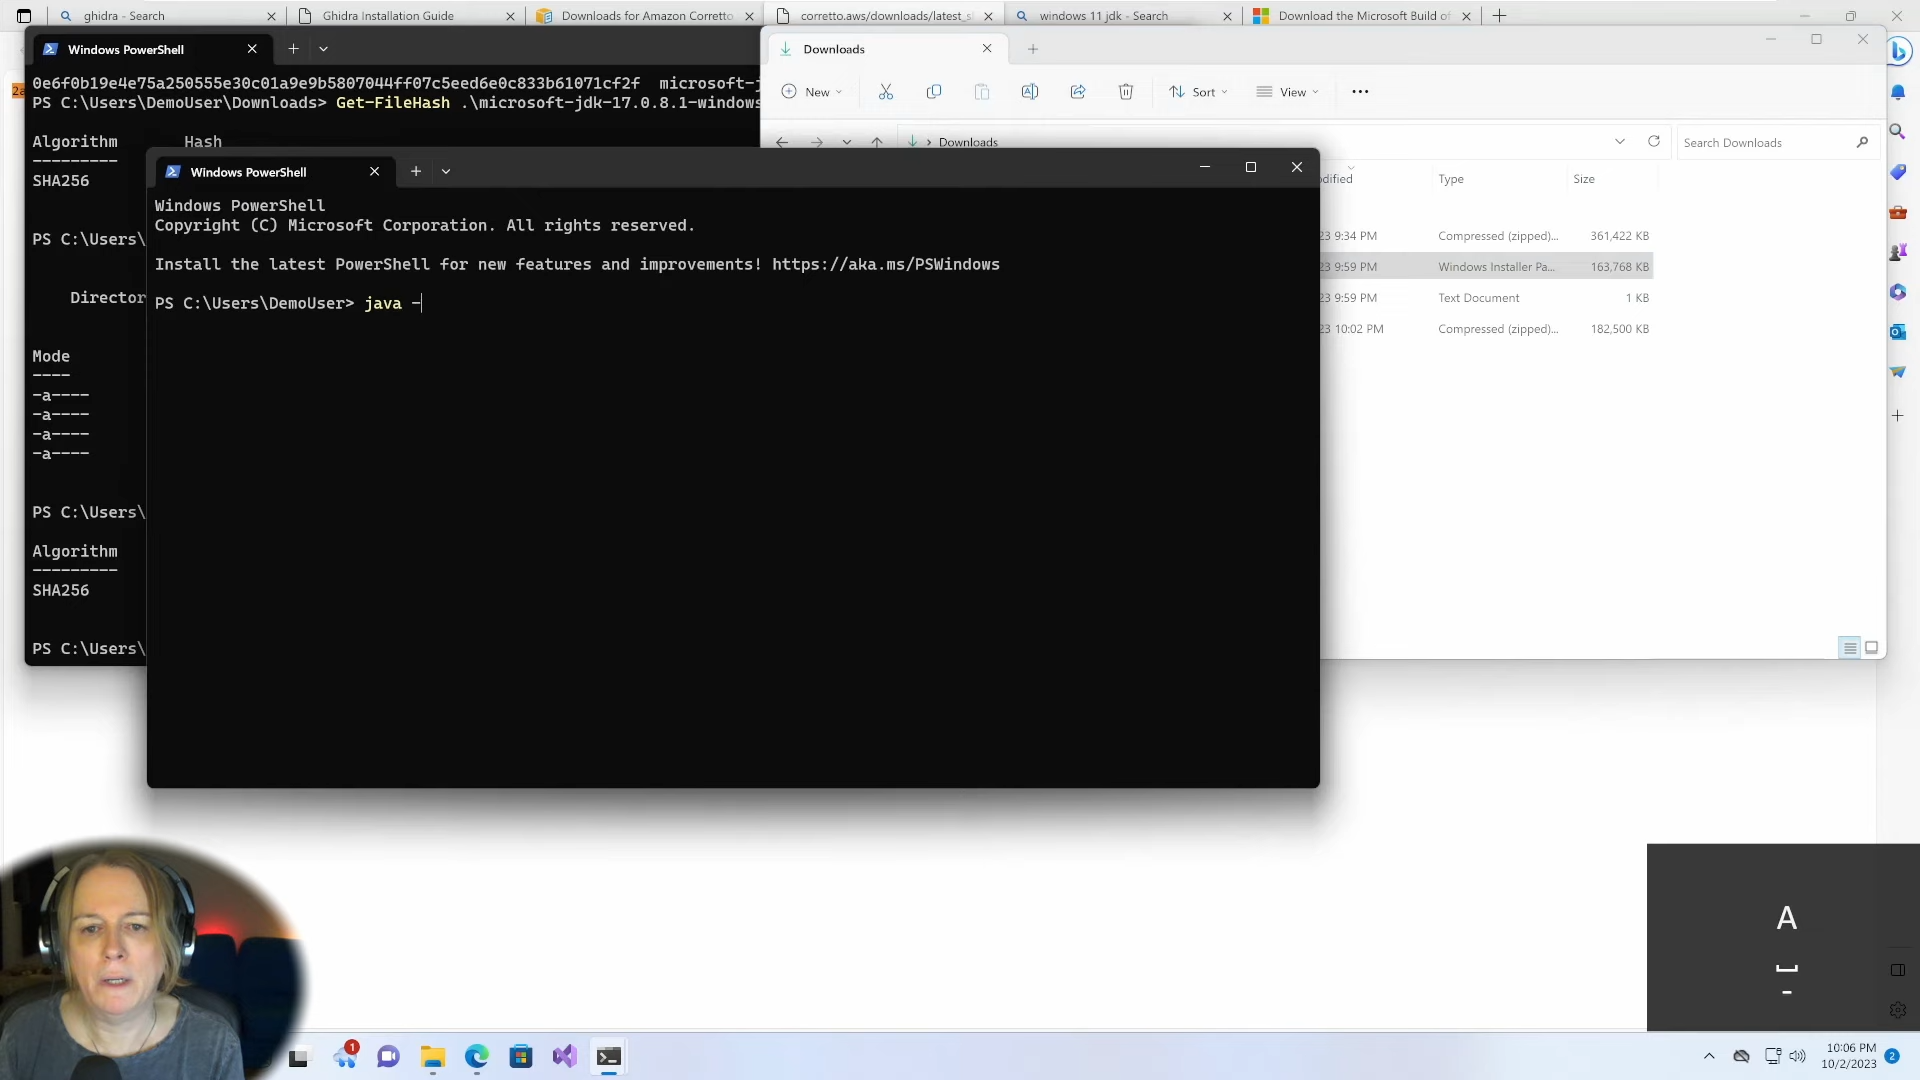 ghidra - Search
Ghidra Installation Guide
Downloads for Amazon Corretto
corretto.aws/downloads/latest_s
windows 11 jdk - Search
Download the Microsoft Build of
Windows PowerShell
0e6f0b19e4e75a250555e30c01a9e9b5807044ff07c5eed6e0c833b61071cf2f microsoft-j
PS C:\Users\DemoUser\Downloads> Get-FileHash .\microsoft-jdk-17.0.8.1-windows
Algorithm Hash
---------
SHA256
PS C:\Users\
Director
Mode
----
-a----
-a----
-a----
-a----
PS C:\Users\
Algorithm
---------
SHA256
PS C:\Users\
Downloads
New
Sort
View
Downloads
Search Downloads
odified
Type
Size
23 9:34 PM
Compressed (zipped)...
361,422 KB
23 9:59 PM
Windows Installer Pa...
163,768 KB
23 9:59 PM
Text Document
1 KB
23 10:02 PM
Compressed (zipped)...
182,500 KB
Windows PowerShell
Windows PowerShell
Copyright (C) Microsoft Corporation. All rights reserved.
Install the latest PowerShell for new features and improvements! https://aka.ms/PSWindows
PS C:\Users\DemoUser> java -
A
-
1
10:06 PM
10/2/2023
2